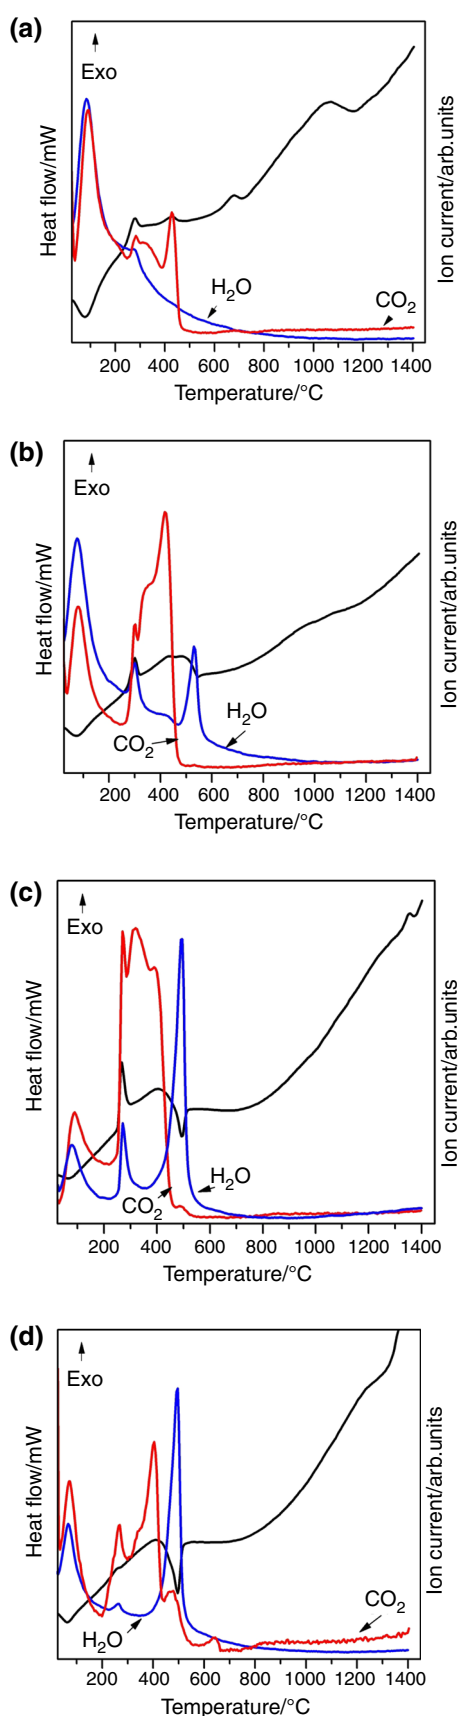 (a)
Exo
Heat flow/mW
Ion current/arb.units
H₂O
CO₂
200 400 600 800 1000 1200 1400
Temperature/°C
(b)
Exo
Heat flow/mW
Ion current/arb.units
H₂O
CO₂
200 400 600 800 1000 1200 1400
Temperature/°C
(c)
Exo
Heat flow/mW
Ion current/arb.units
H₂O
CO₂
200 400 600 800 1000 1200 1400
Temperature/°C
(d)
Exo
Heat flow/mW
Ion currrent/arb.units
CO₂
H₂O
200 400 600 800 1000 1200 1400
Temperature/°C